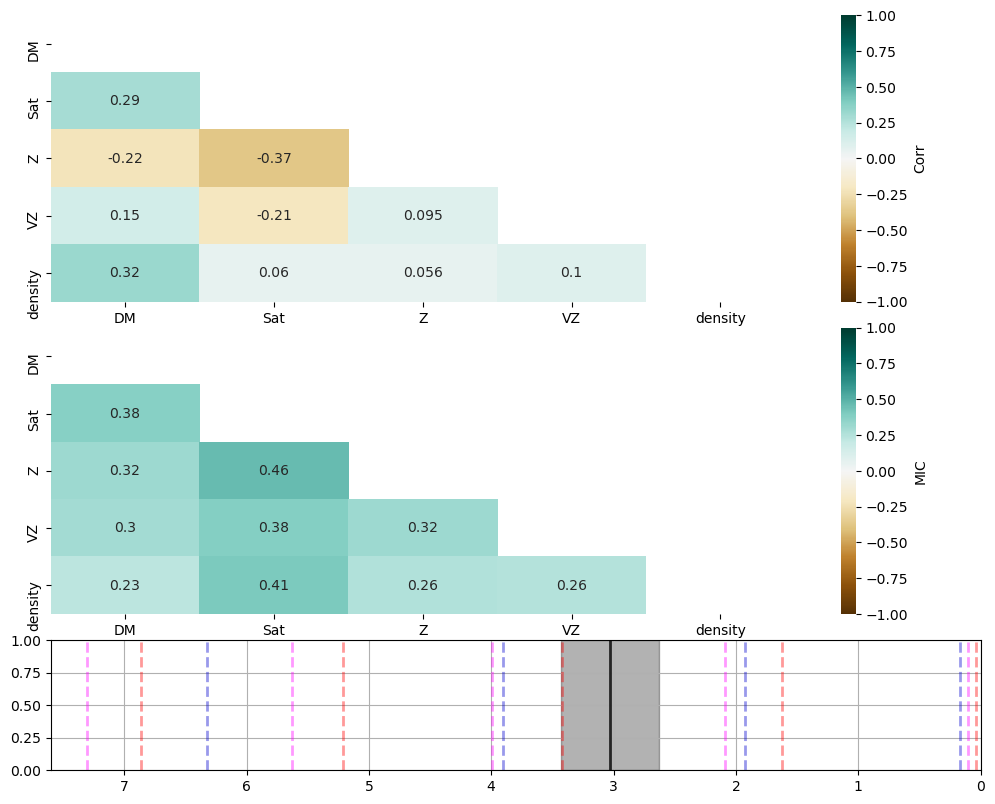 DM
Sat 0.29
Z -0.22 -0.37
VZ 0.15 -0.21 0.095
density 0.32 0.06 0.056 0.1
DM Sat Z VZ density
1.00
0.75
0.50
0.25
0.00
−0.25
−0.50
−0.75
−1.00
Corr
DM
Sat 0.38
Z 0.32 0.46
VZ 0.3 0.38 0.32
density 0.23 0.41 0.26 0.26
DM Sat Z VZ density
1.00
0.75
0.50
0.25
0.00
−0.25
−0.50
−0.75
−1.00
MIC
1.00
0.75
0.50
0.25
0.00
7 6 5 4 3 2 1 0